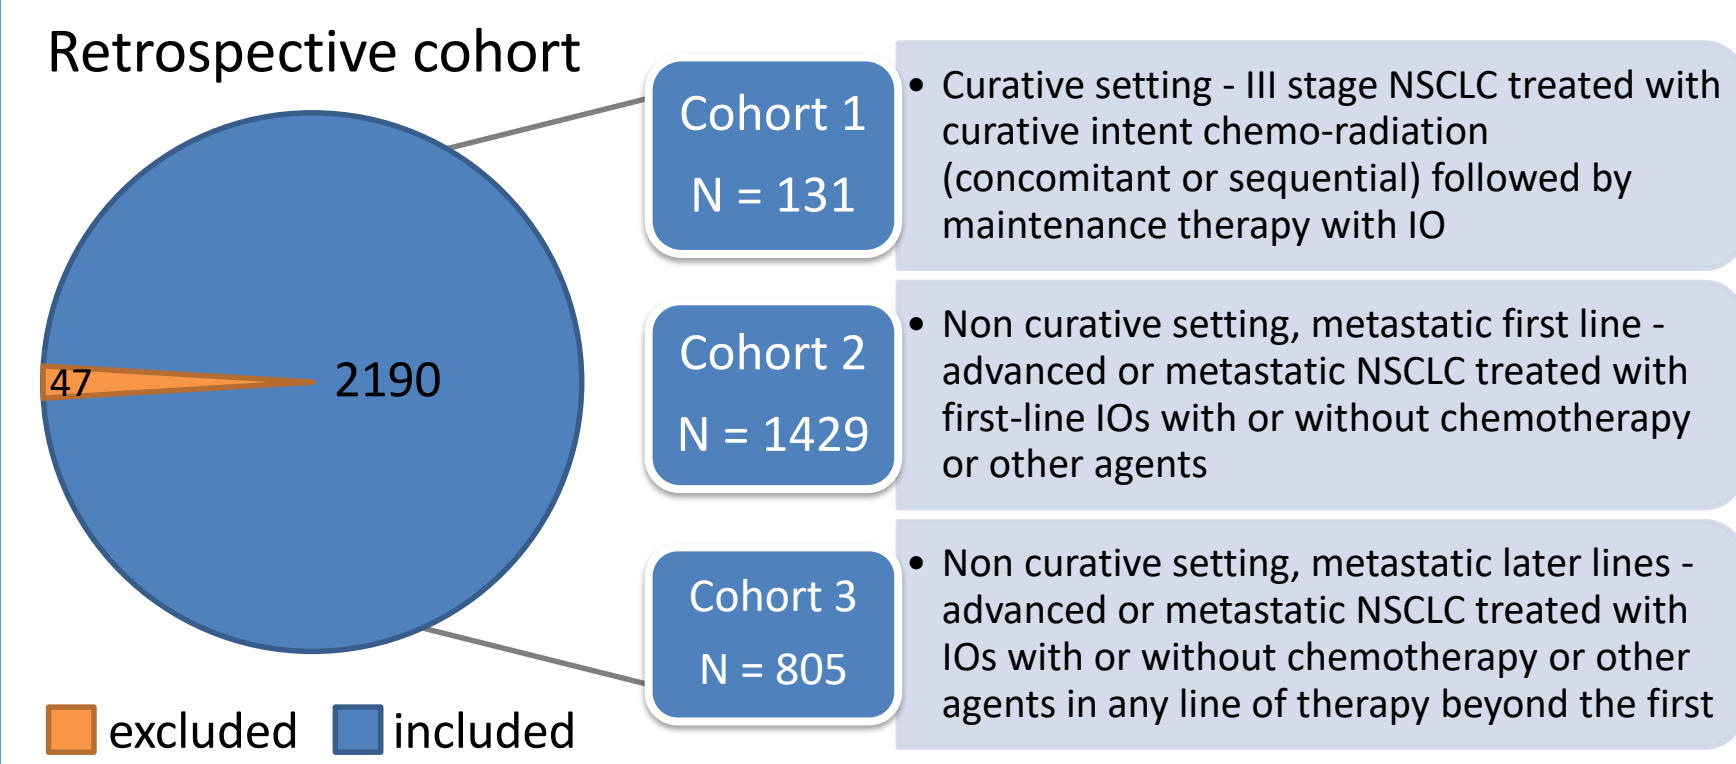 Retrospective cohort
47
2190
excluded
included
Cohort 1
N = 131
• Curative setting - III stage NSCLC treated with
curative intent chemo-radiation
(concomitant or sequential) followed by
maintenance therapy with IO
Cohort 2
N = 1429
• Non curative setting, metastatic first line -
advanced or metastatic NSCLC treated with
first-line IOs with or without chemotherapy
or other agents
Cohort 3
N = 805
• Non curative setting, metastatic later lines -
advanced or metastatic NSCLC treated with
IOs with or without chemotherapy or other
agents in any line of therapy beyond the first